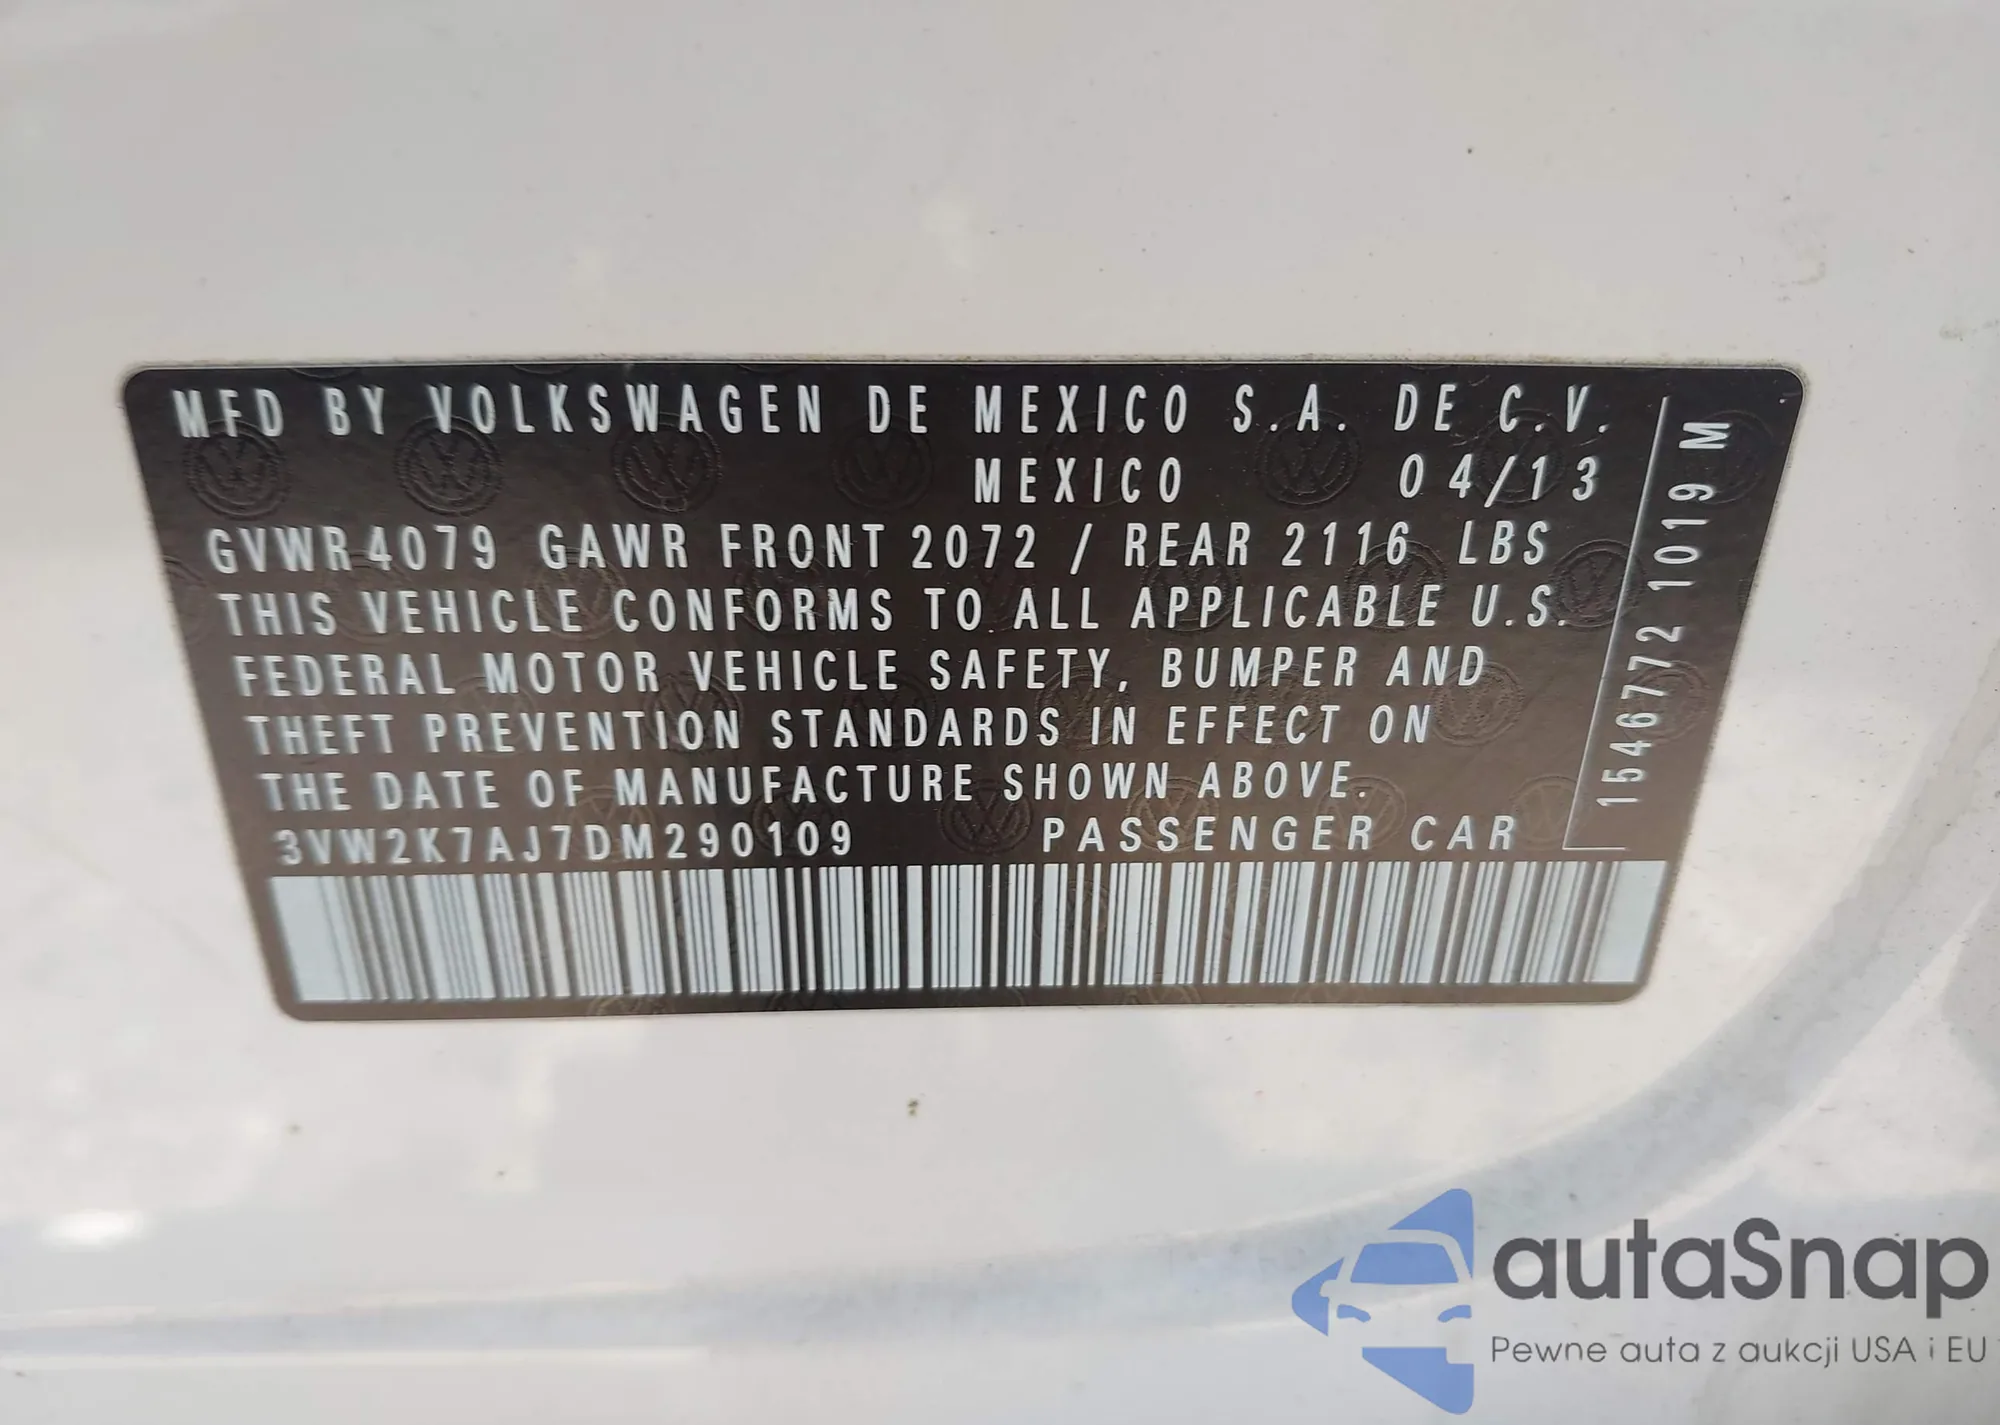 MFD BY VOLKSWAGEN DE MEXICO S.A. DE C.V.
MEXICO 04/13
GVWR 4079 GAWR FRONT 2072 / REAR 2116 LBS
THIS VEHICLE CONFORMS TO ALL APPLICABLE U.S.
FEDERAL MOTOR VEHICLE SAFETY, BUMPER AND
THEFT PREVENTION STANDARDS IN EFFECT ON
THE DATE OF MANUFACTURE SHOWN ABOVE.
3VW2K7AJ7DM290109 PASSENGER CAR
1546772 1019 M
autaSnap
Pewne auta z aukcji USA i EU